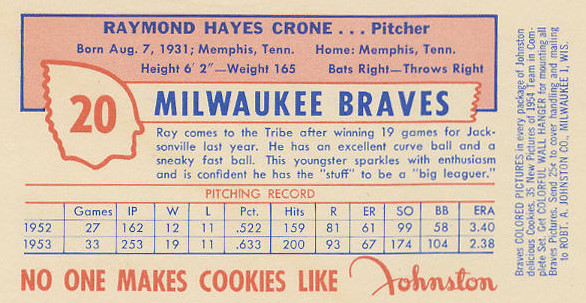 RAYMOND HAYES CRONE ... Pitcher
Born Aug. 7, 1931; Memphis, Tenn. Home: Memphis, Tenn.
Height 6' 2"—Weight 165 Bats Right—Throws Right
20
MILWAUKEE BRAVES
Ray comes to the Tribe after winning 19 games for Jack-
sonville last year. He has an excellent curve ball and a
sneaky fast ball. This youngster sparkles with enthusiasm
and is confident he has the "stuff" to be a "big leaguer."
PITCHING RECORD
Games IP W L Pct. Hits R ER SO BB ERA
1952 27 162 12 11 .522 159 81 61 99 58 3.40
1953 33 253 19 11 .633 200 93 67 174 104 2.38
NO ONE MAKES COOKIES LIKE Johnston
Braves COLORED PICTURES in every package of Johnston
delicious Cookies. 35 New Pictures of 1954 Team in Com-
plete Set. Get COLORFUL WALL HANGER for mounting all
Braves Pictures. Send 25¢ to cover handling and mailing
to ROBT. A. JOHNSTON CO., MILWAUKEE 1, WIS.